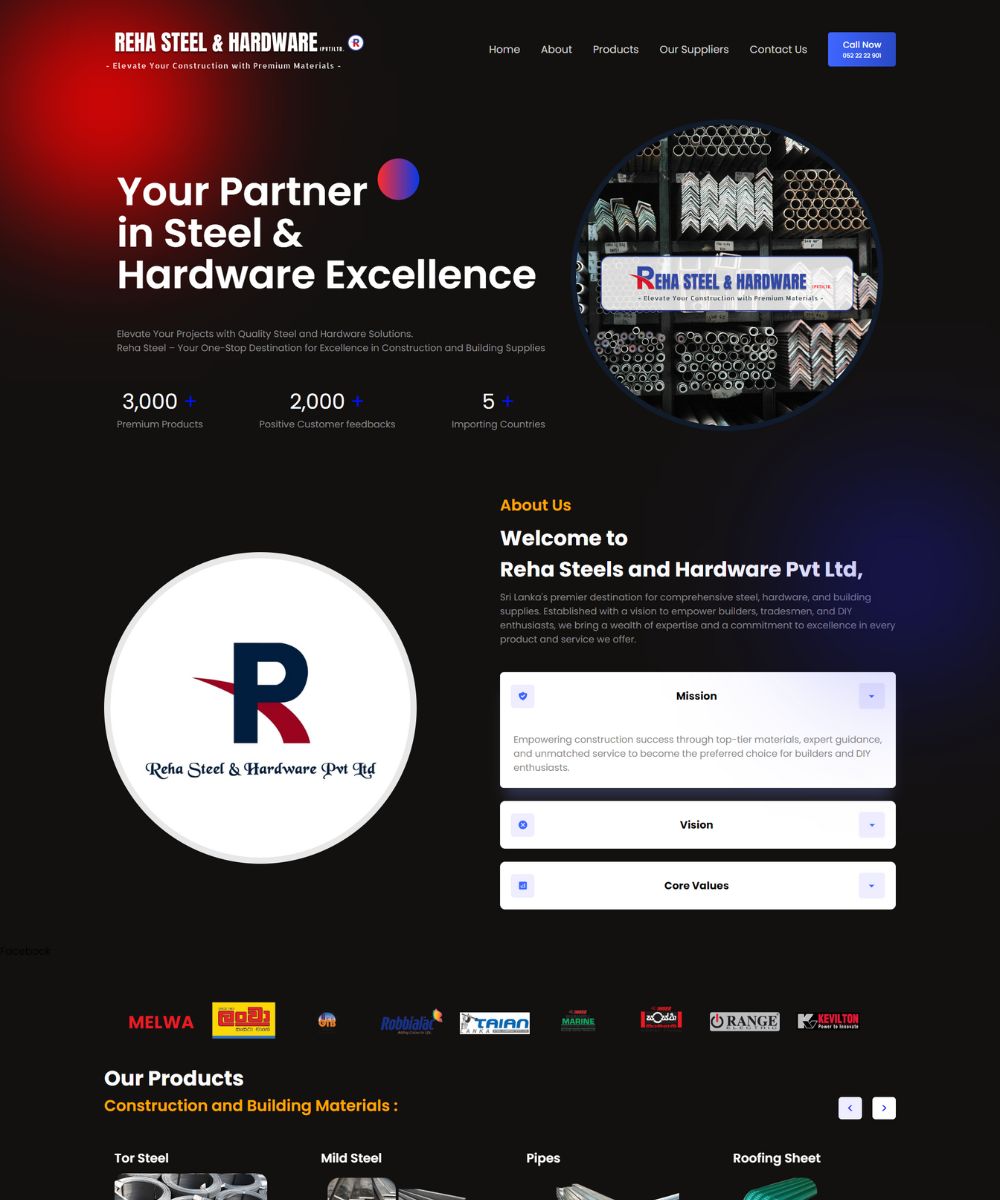 REHA STEEL & HARDWARE (PVT)LTD.
- Elevate Your Construction with Premium Materials -
Home
About
Products
Our Suppliers
Contact Us
Call Now
052 22 22 901
Your Partner
in Steel &
Hardware Excellence
REHA STEEL & HARDWARE (PVT)LTD.
- Elevate Your Construction with Premium Materials -
Elevate Your Projects with Quality Steel and Hardware Solutions.
Reha Steel – Your One-Stop Destination for Excellence in Construction and Building Supplies
3,000 +
Premium Products
2,000 +
Positive Customer feedbacks
5 +
Importing Countries
About Us
Welcome to
Reha Steels and Hardware Pvt Ltd,
Sri Lanka's premier destination for comprehensive steel, hardware, and building
supplies. Established with a vision to empower builders, tradesmen, and DIY
enthusiasts, we bring a wealth of expertise and a commitment to excellence in every
product and service we offer.
R
Reha Steel & Hardware Pvt Ltd
Mission
Empowering construction success through top-tier materials, expert guidance,
and unmatched service to become the preferred choice for builders and DIY
enthusiasts.
Vision
Core Values
Facebook
MELWA
ලංවා
Robbialac
TAIAN
LANKA
MARINE
ORANGE
ELECTRIC
KEVILTON
Power to Innovate
Our Products
Construction and Building Materials :
Tor Steel
Mild Steel
Pipes
Roofing Sheet